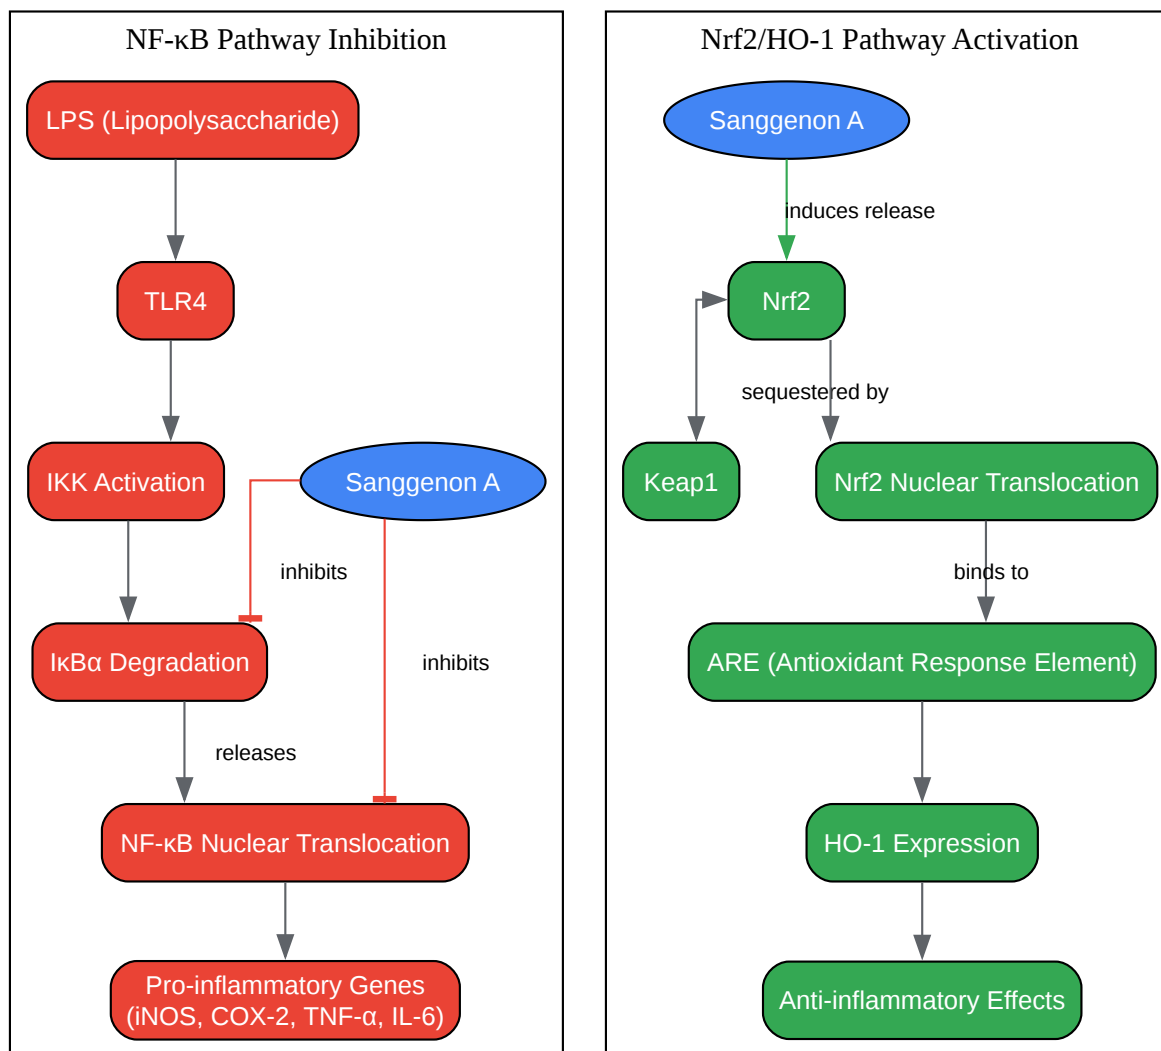 NF-κB Pathway Inhibition
LPS (Lipopolysaccharide)
TLR4
IKK Activation
Sanggenon A
inhibits
IκBα Degradation
inhibits
releases
NF-κB Nuclear Translocation
Pro-inflammatory Genes
(iNOS, COX-2, TNF-α, IL-6)
Nrf2/HO-1 Pathway Activation
Sanggenon A
induces release
Nrf2
sequestered by
Keap1
Nrf2 Nuclear Translocation
binds to
ARE (Antioxidant Response Element)
HO-1 Expression
Anti-inflammatory Effects